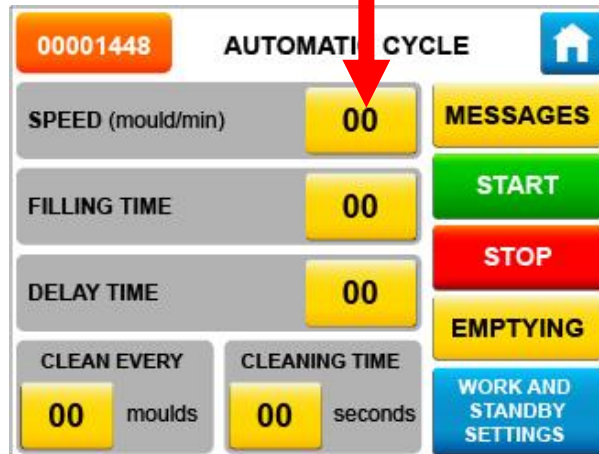 00001448
AUTOMATIC CYCLE
SPEED (mould/min) 00
MESSAGES
START
FILLING TIME 00
STOP
DELAY TIME 00
EMPTYING
CLEAN EVERY
00 moulds
CLEANING TIME
00 seconds
WORK AND
STANDBY
SETTINGS